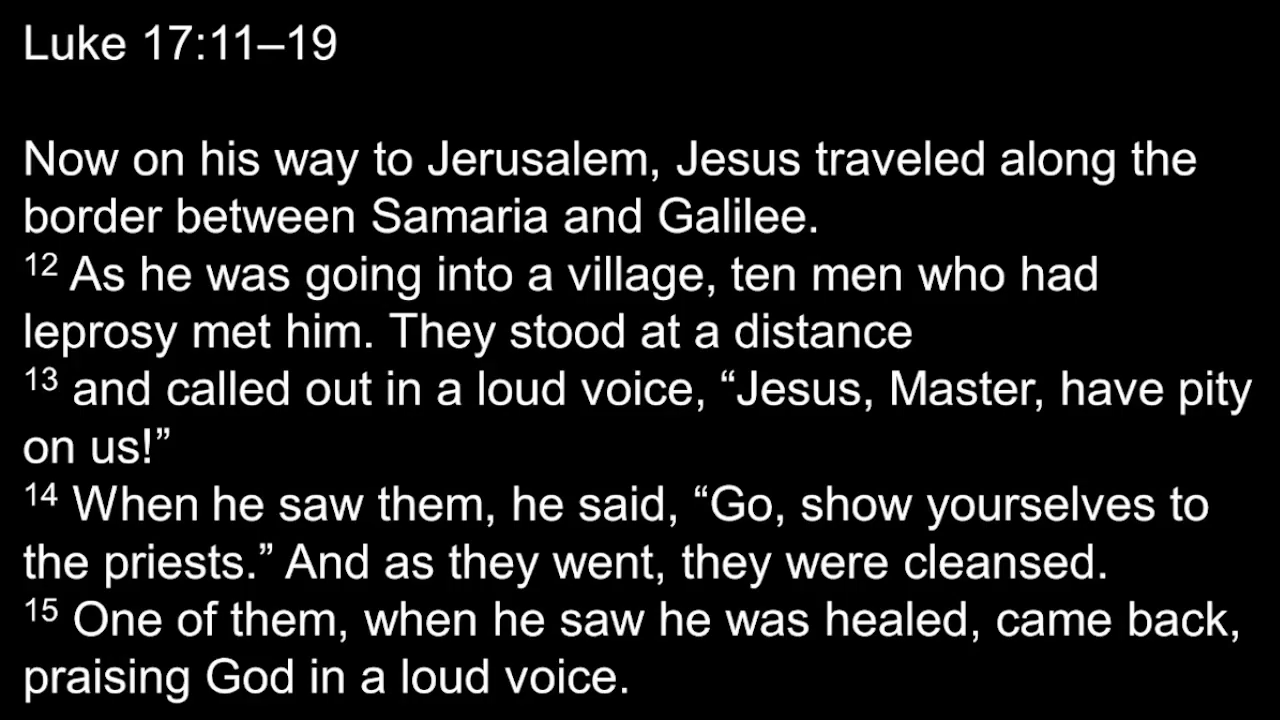 Luke 17:11–19
Now on his way to Jerusalem, Jesus traveled along the
border between Samaria and Galilee.
12 As he was going into a village, ten men who had
leprosy met him. They stood at a distance
13 and called out in a loud voice, “Jesus, Master, have pity
on us!”
14 When he saw them, he said, “Go, show yourselves to
the priests.” And as they went, they were cleansed.
15 One of them, when he saw he was healed, came back,
praising God in a loud voice.